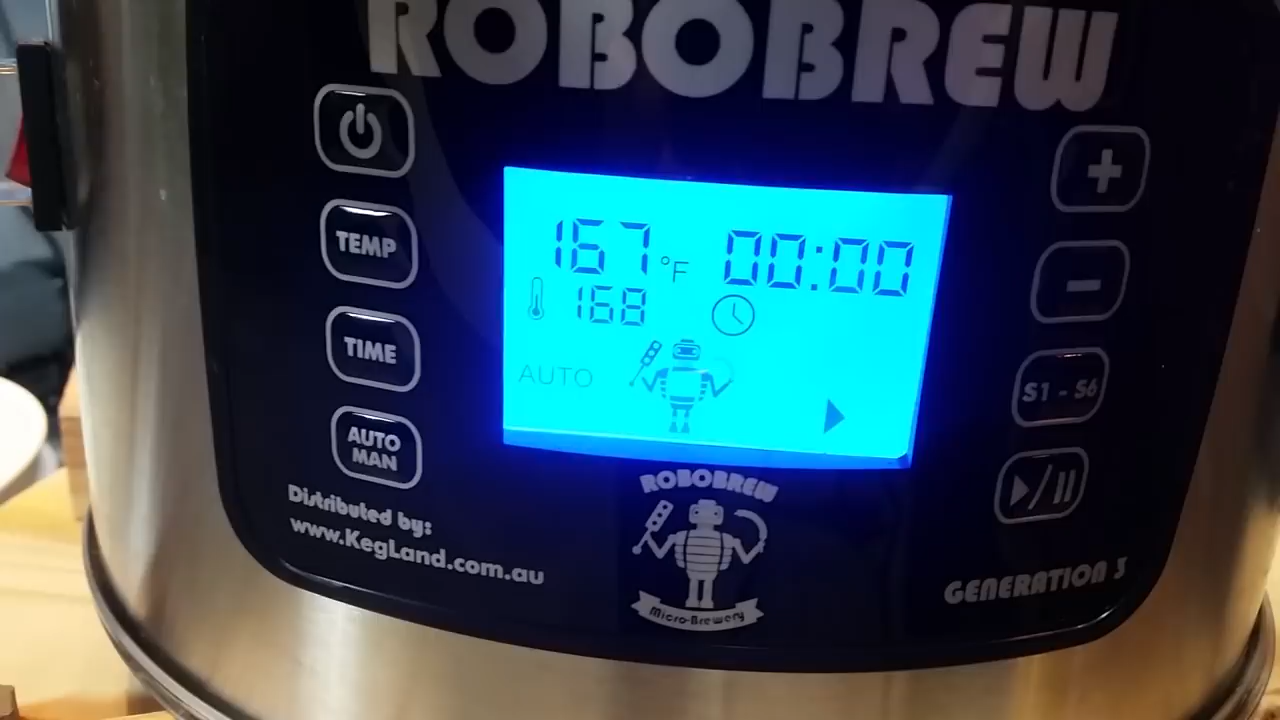 ROBOBREW
TEMP
TIME
AUTO
MAN
167 °F 00:00
168
AUTO
+
-
S1 - S6
Distributed by:
www.KegLand.com.au
ROBOBREW
Micro-Brewery
GENERATION 3